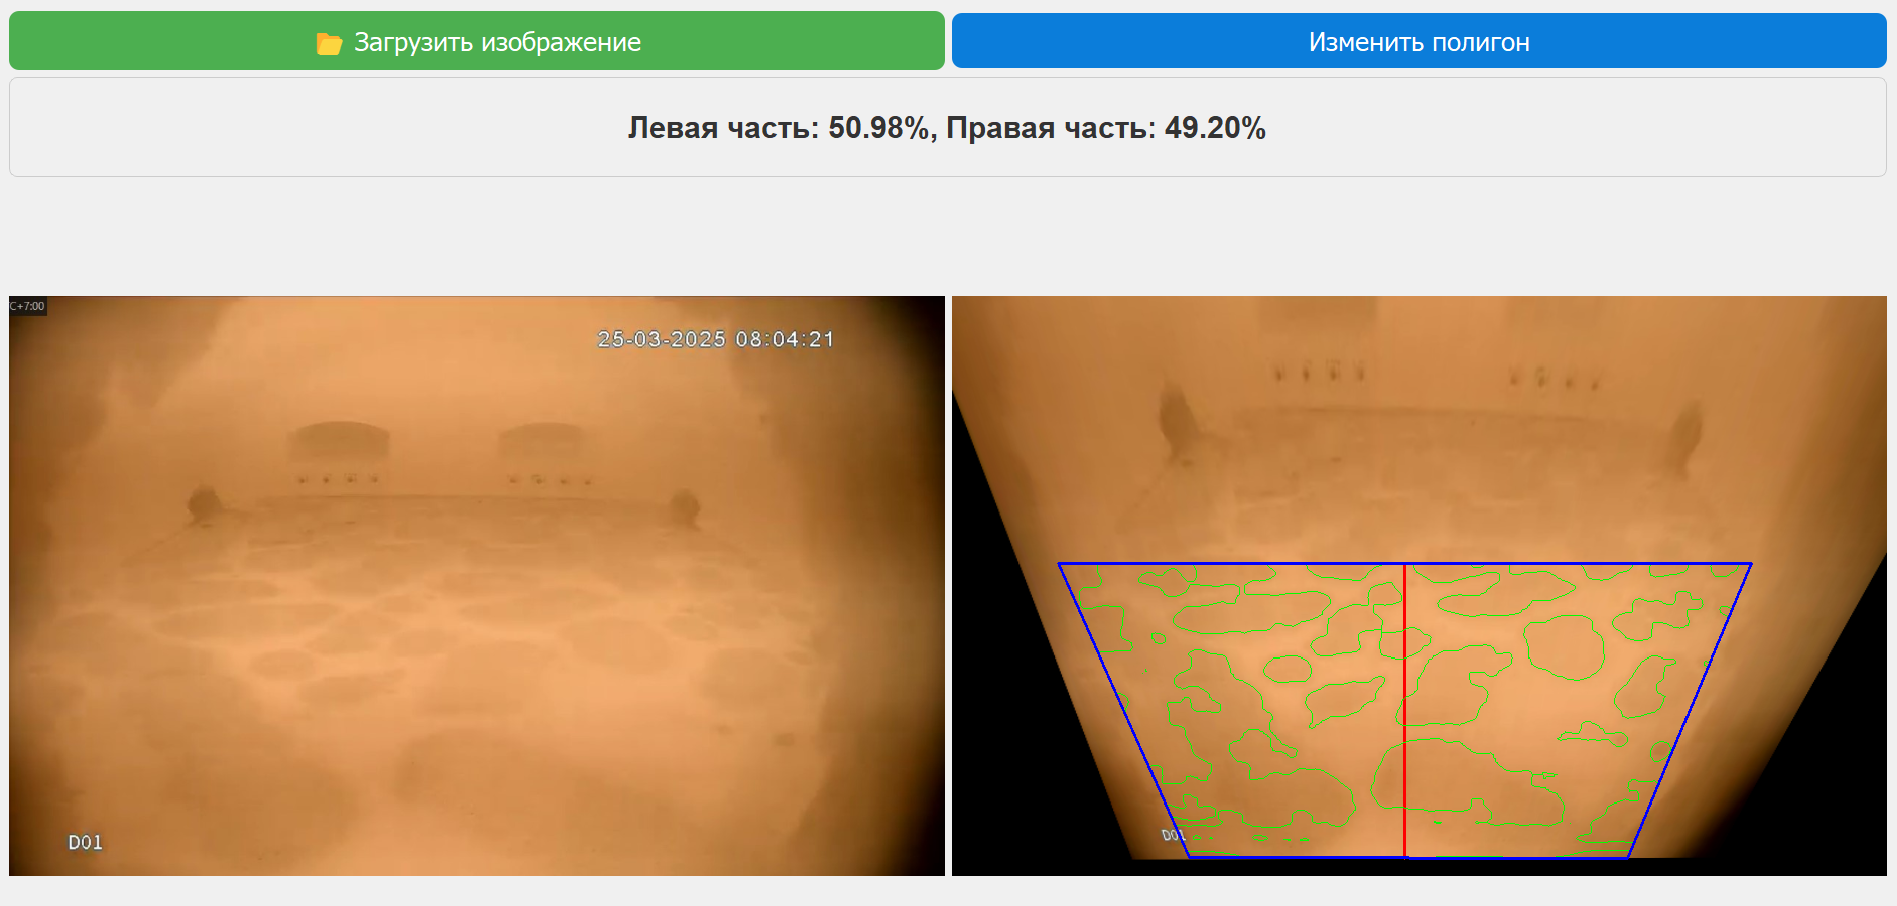 Загрузить изображение
Изменить полигон
Левая часть: 50.98%, Правая часть: 49.20%
C+7:00
25-03-2025 08:04:21
D01
D01